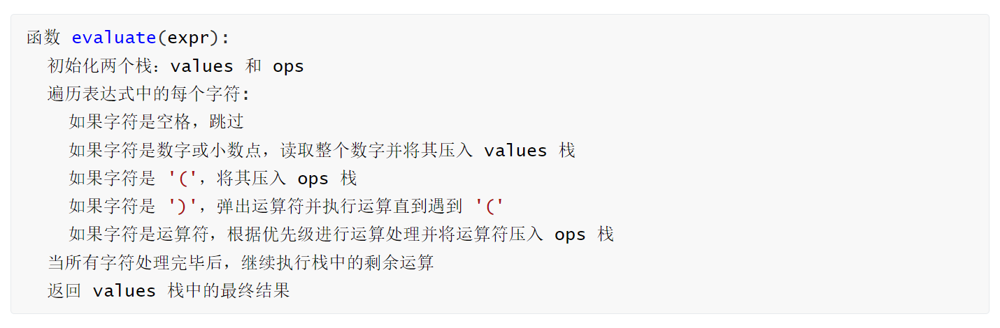 函数 evaluate(expr):
初始化两个栈：values 和 ops
遍历表达式中的每个字符:
如果字符是空格，跳过
如果字符是数字或小数点，读取整个数字并将其压入 values 栈
如果字符是 '('，将其压入 ops 栈
如果字符是 ')'，弹出运算符并执行运算直到遇到 '('
如果字符是运算符，根据优先级进行运算处理并将运算符压入 ops 栈
当所有字符处理完毕后，继续执行栈中的剩余运算
返回 values 栈中的最终结果